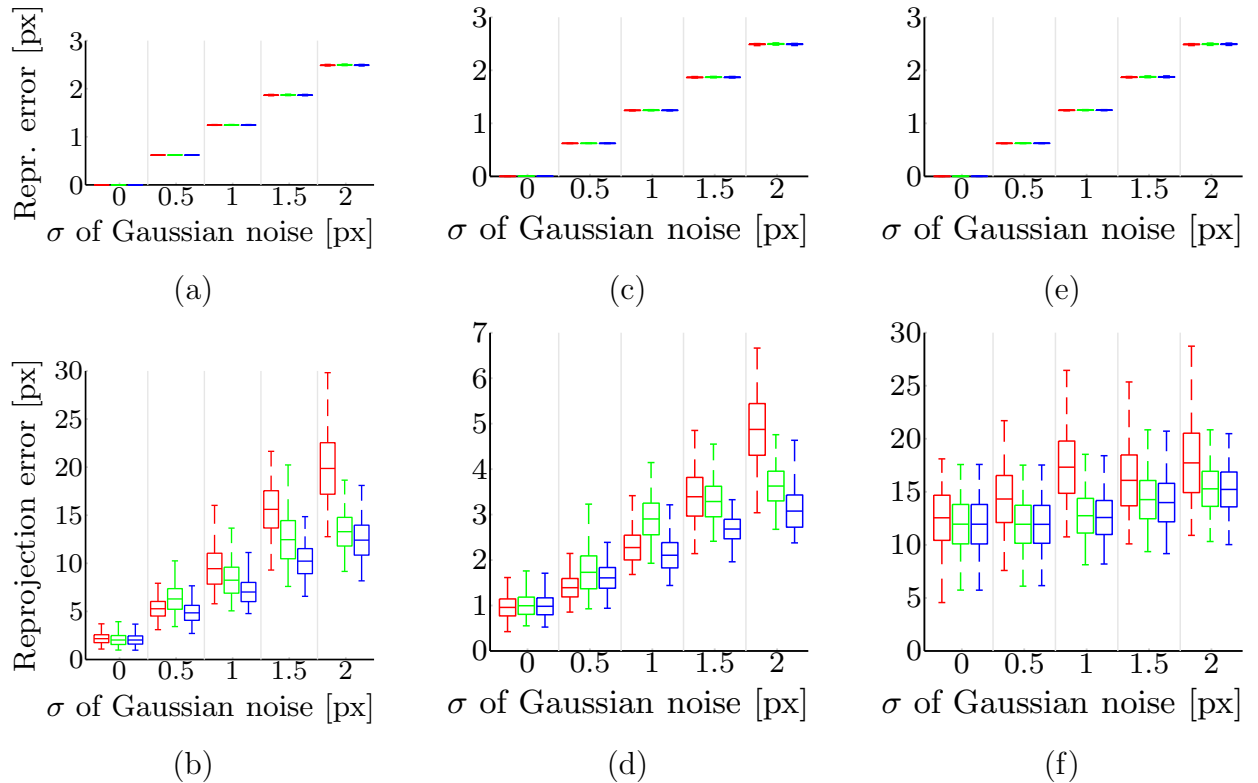 Repr. error [px]
3
2
1
0
0 0.5 1 1.5 2
σ of Gaussian noise [px]
(a)
3
2
1
0
0 0.5 1 1.5 2
σ of Gaussian noise [px]
(c)
3
2
1
0
0 0.5 1 1.5 2
σ of Gaussian noise [px]
(e)
Reprojection error [px]
30
25
20
15
10
5
0
0 0.5 1 1.5 2
σ of Gaussian noise [px]
(b)
7
6
5
4
3
2
1
0
0 0.5 1 1.5 2
σ of Gaussian noise [px]
(d)
30
25
20
15
10
5
0
0 0.5 1 1.5 2
σ of Gaussian noise [px]
(f)